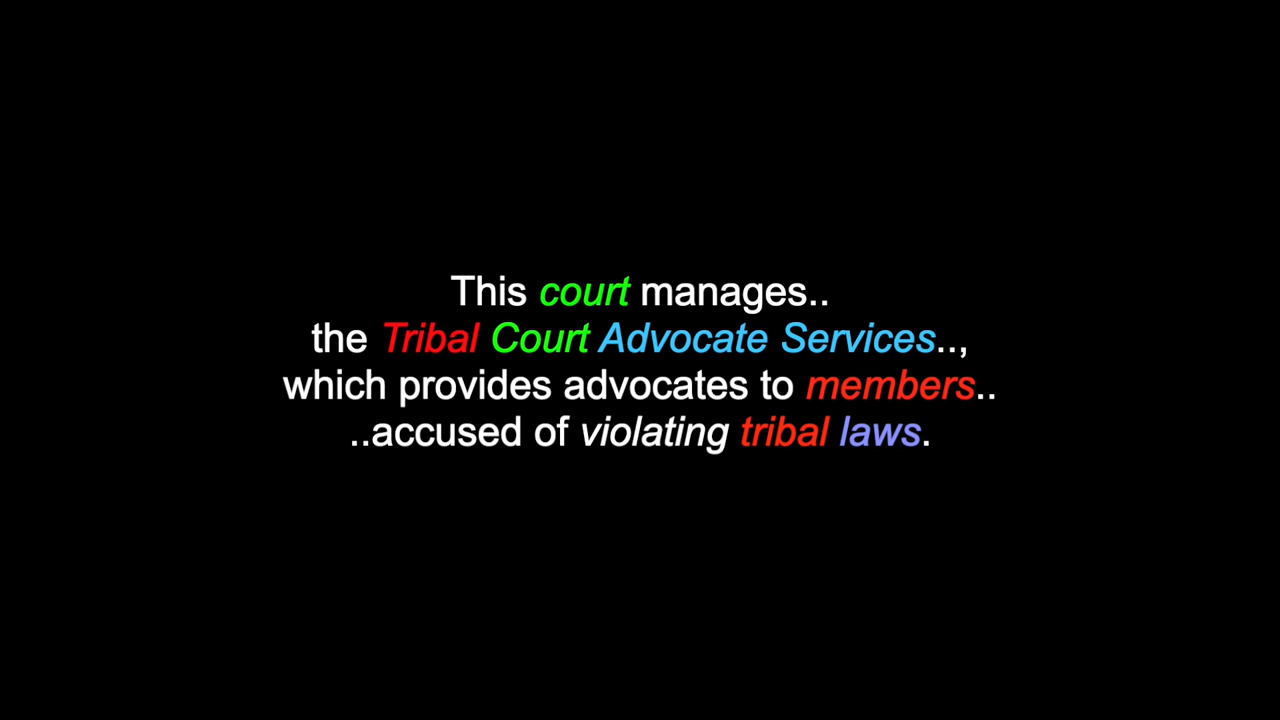 This court manages..
the Tribal Court Advocate Services..,
which provides advocates to members..
..accused of violating tribal laws.